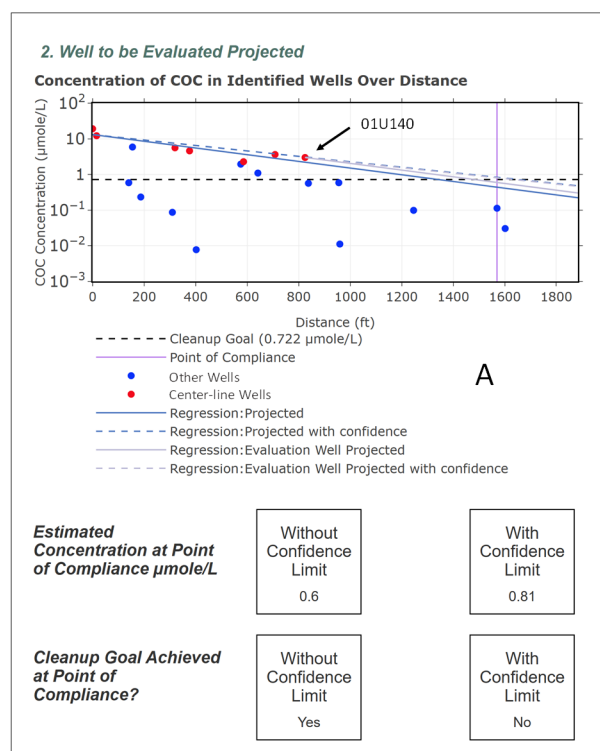 2. Well to be Evaluated Projected
Concentration of COC in Identified Wells Over Distance
COC Concentration (μmole/L)
10²
10
1
10⁻¹
10⁻²
10⁻³
01U140
0 200 400 600 800 1000 1200 1400 1600 1800
Distance (ft)
Cleanup Goal (0.722 μmole/L)
Point of Compliance
Other Wells
Center-line Wells
Regression:Projected
Regression:Projected with confidence
Regression:Evaluation Well Projected
Regression:Evaluation Well Projected with confidence
A
Estimated
Concentration at Point
of Compliance μmole/L
Without
Confidence
Limit
0.6
With
Confidence
Limit
0.81
Cleanup Goal Achieved
at Point of
Compliance?
Without
Confidence
Limit
Yes
With
Confidence
Limit
No